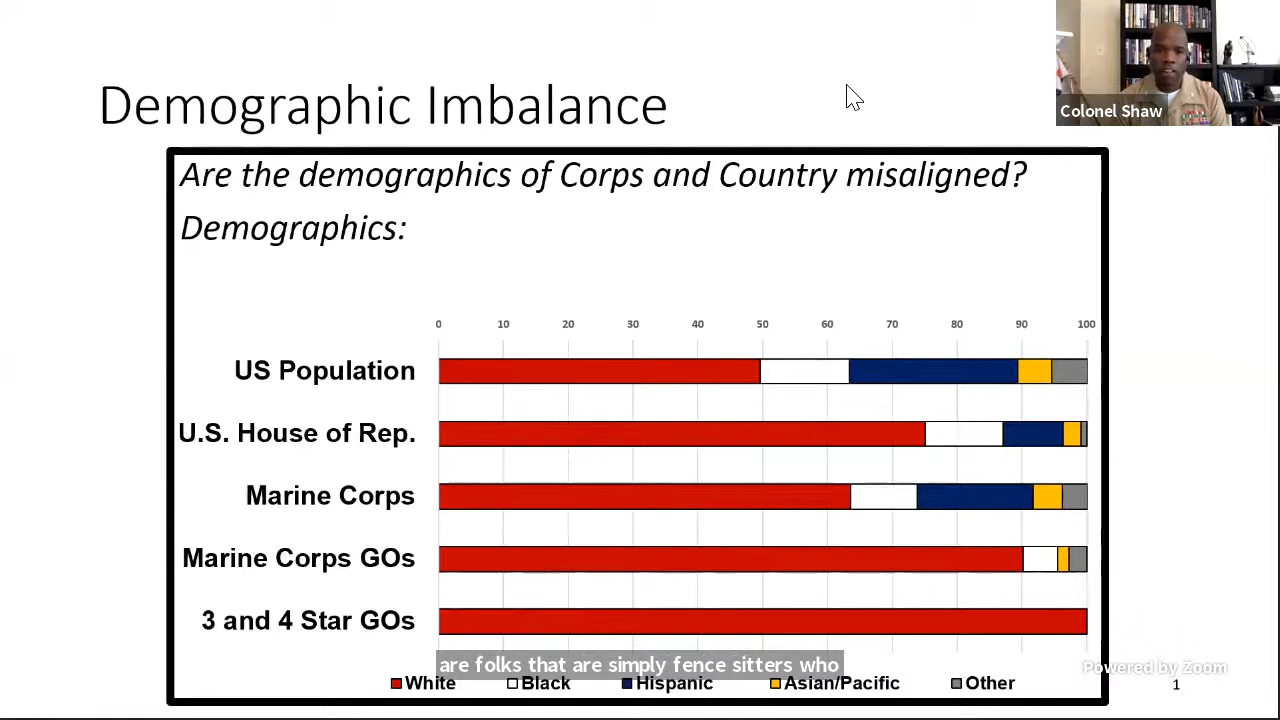 Colonel Shaw
Demographic Imbalance
Are the demographics of Corps and Country misaligned?
Demographics:
0 10 20 30 40 50 60 70 80 90 100
US Population
U.S. House of Rep.
Marine Corps
Marine Corps GOs
3 and 4 Star GOs
are folks that are simply fence sitters who
Powered by Zoom
White Black Hispanic Asian/Pacific Other
1